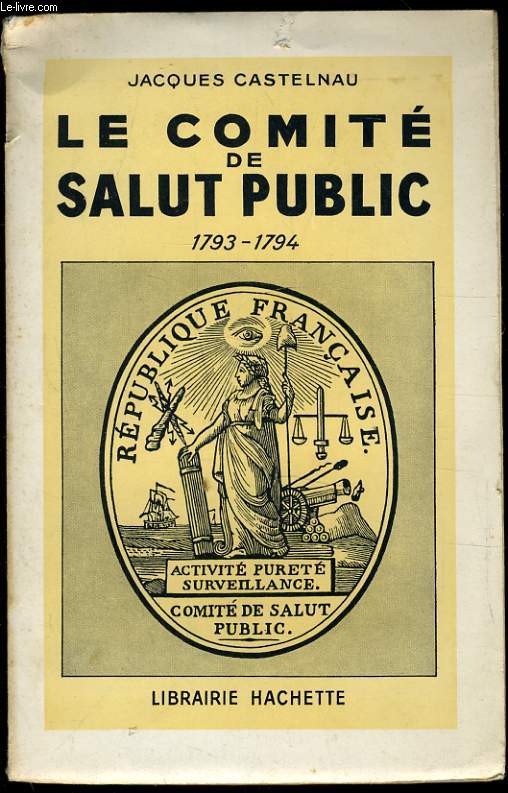 Le-livre.com
JACQUES CASTELNAU
LE COMITÉ
DE
SALUT PUBLIC
1793-1794
RÉPUBLIQUE FRANÇAISE.
ACTIVITÉ PURETÉ
SURVEILLANCE.
COMITÉ DE SALUT
PUBLIC.
LIBRAIRIE HACHETTE